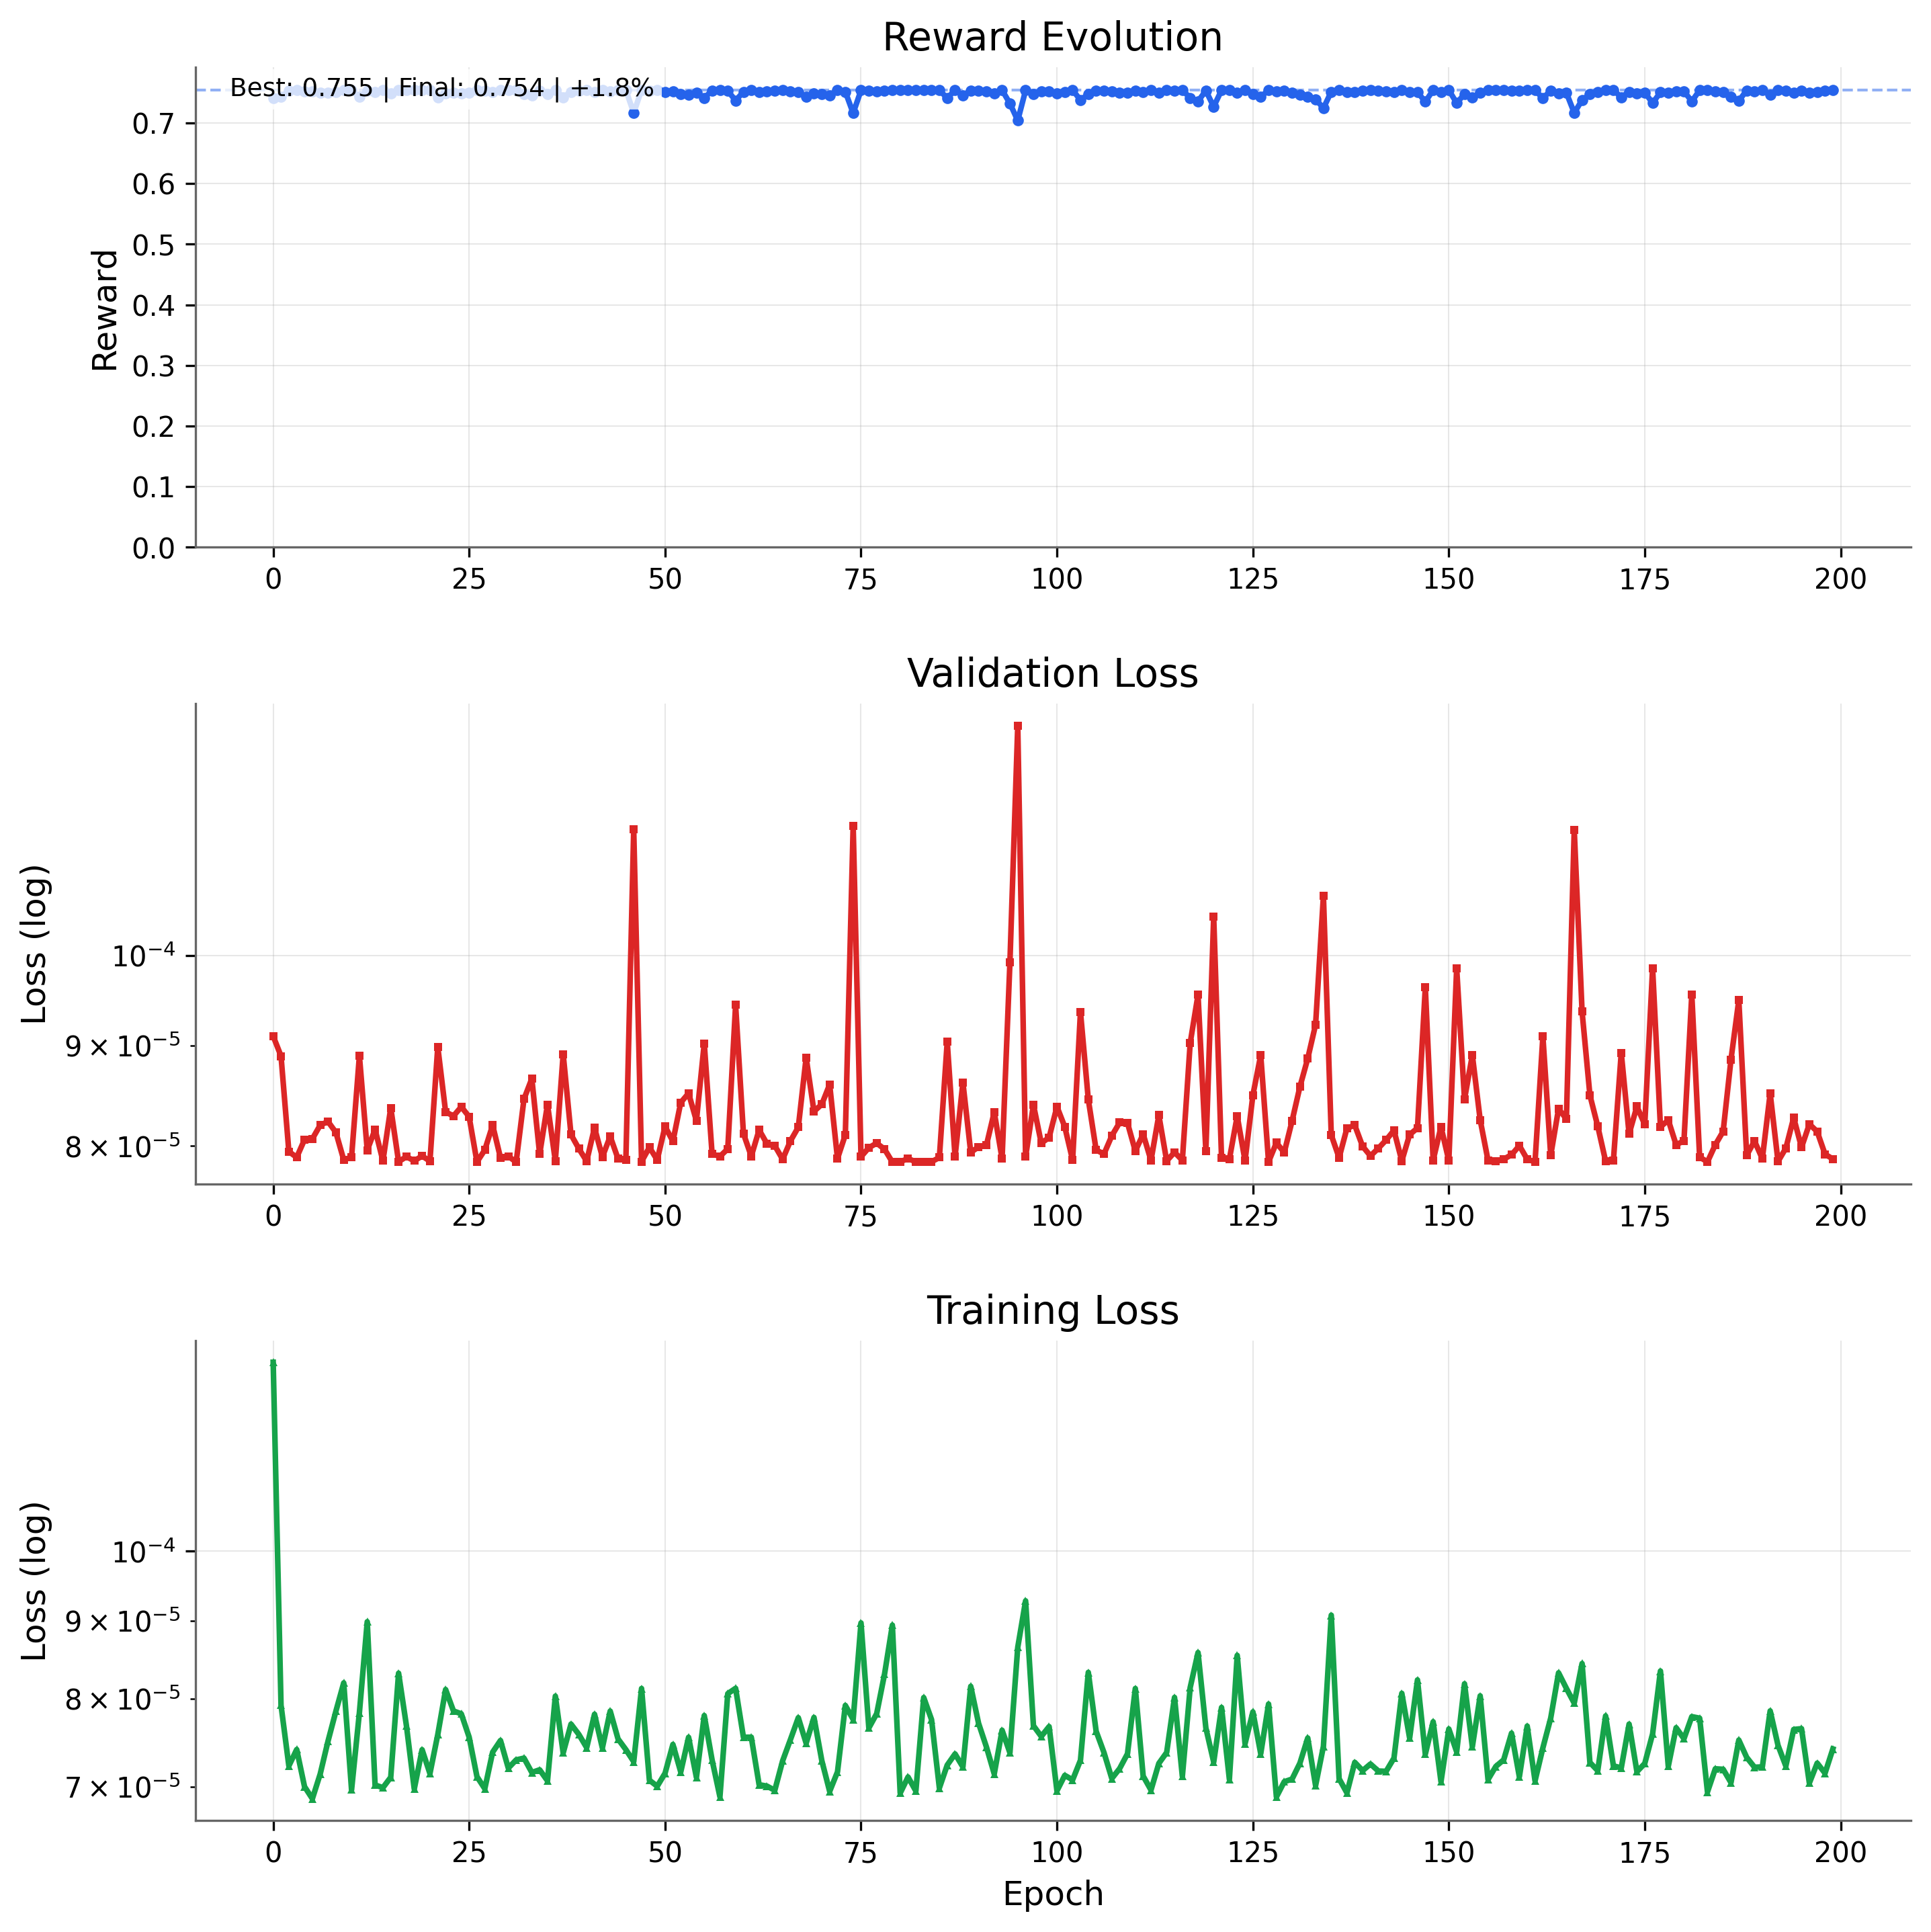 Reward Evolution
Best: 0.755 | Final: 0.754 | +1.8%
Reward
0.7
0.6
0.5
0.4
0.3
0.2
0.1
0.0
0 25 50 75 100 125 150 175 200
Validation Loss
Loss (log)
10⁻⁴
9 × 10⁻⁵
8 × 10⁻⁵
0 25 50 75 100 125 150 175 200
Training Loss
Loss (log)
10⁻⁴
9 × 10⁻⁵
8 × 10⁻⁵
7 × 10⁻⁵
0 25 50 75 100 125 150 175 200
Epoch